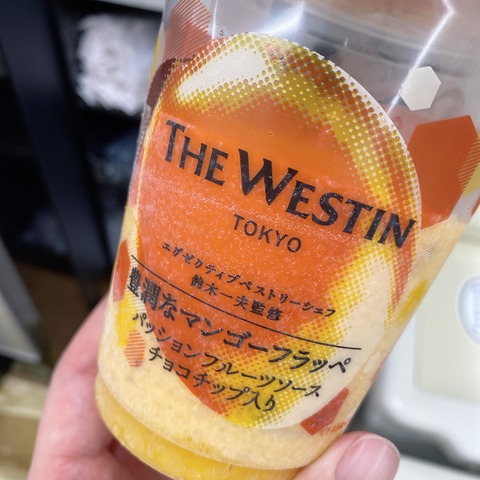 THE WESTIN
TOKYO
エグゼクティブペストリーシェフ
鈴木一夫監修
豊潤なマンゴーフラッペ
パッションフルーツソース
チョコチップ入り